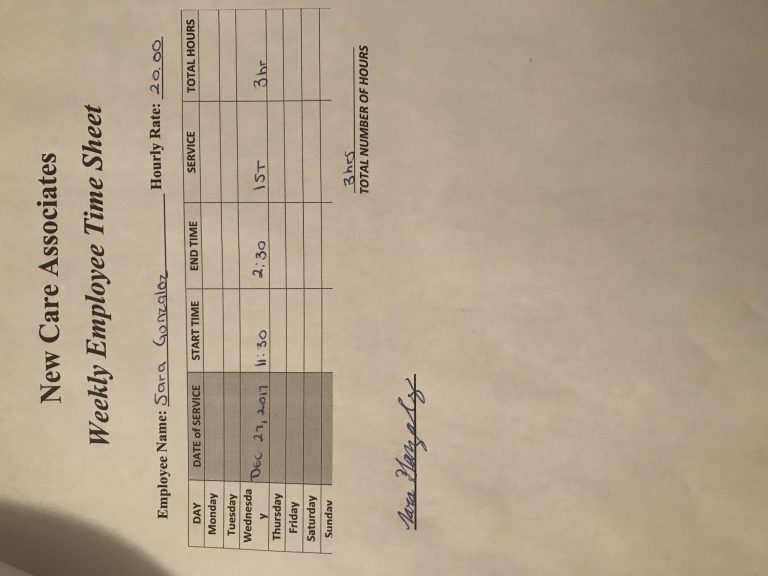 New Care Associates
Weekly Employee Time Sheet
Employee Name: Sara Gonzalez Hourly Rate: 20.00
DAY DATE of SERVICE START TIME END TIME SERVICE TOTAL HOURS
Monday
Tuesday
Wednesda
y Dec 27, 2017 11:30 2:30 1ST 3hr
Thursday
Friday
Saturday
Sunday
3hrs
TOTAL NUMBER OF HOURS
Sara Gonzalez